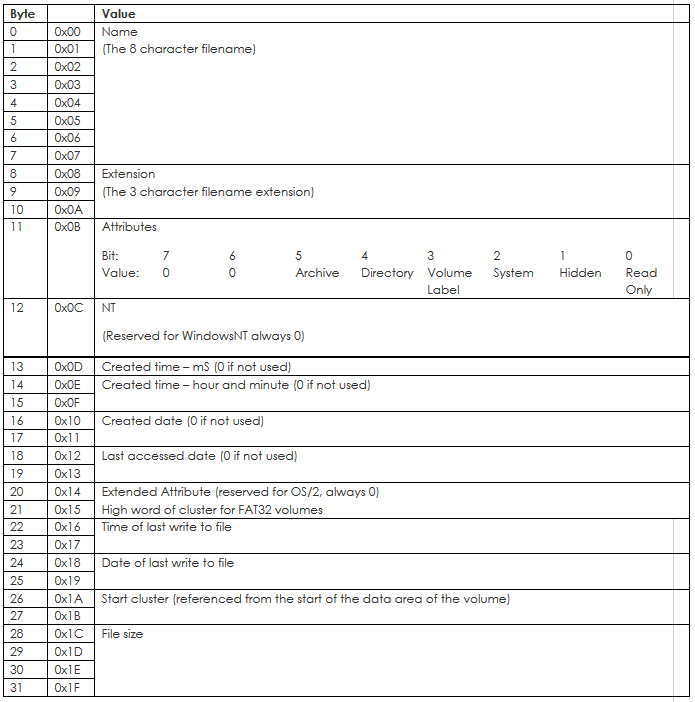 Byte Value
0 0x00 Name
1 0x01 (The 8 character filename)
2 0x02
3 0x03
4 0x04
5 0x05
6 0x06
7 0x07
8 0x08 Extension
9 0x09 (The 3 character filename extension)
10 0x0A
11 0x0B Attributes
Bit: 7 6 5 4 3 2 1 0
Value: 0 0 Archive Directory Volume System Hidden Read
Label Only
12 0x0C NT
(Reserved for WindowsNT always 0)
13 0x0D Created time – mS (0 if not used)
14 0x0E Created time – hour and minute (0 if not used)
15 0x0F
16 0x10 Created date (0 if not used)
17 0x11
18 0x12 Last accessed date (0 if not used)
19 0x13
20 0x14 Extended Attribute (reserved for OS/2, always 0)
21 0x15 High word of cluster for FAT32 volumes
22 0x16 Time of last write to file
23 0x17
24 0x18 Date of last write to file
25 0x19
26 0x1A Start cluster (referenced from the start of the data area of the volume)
27 0x1B
28 0x1C File size
29 0x1D
30 0x1E
31 0x1F